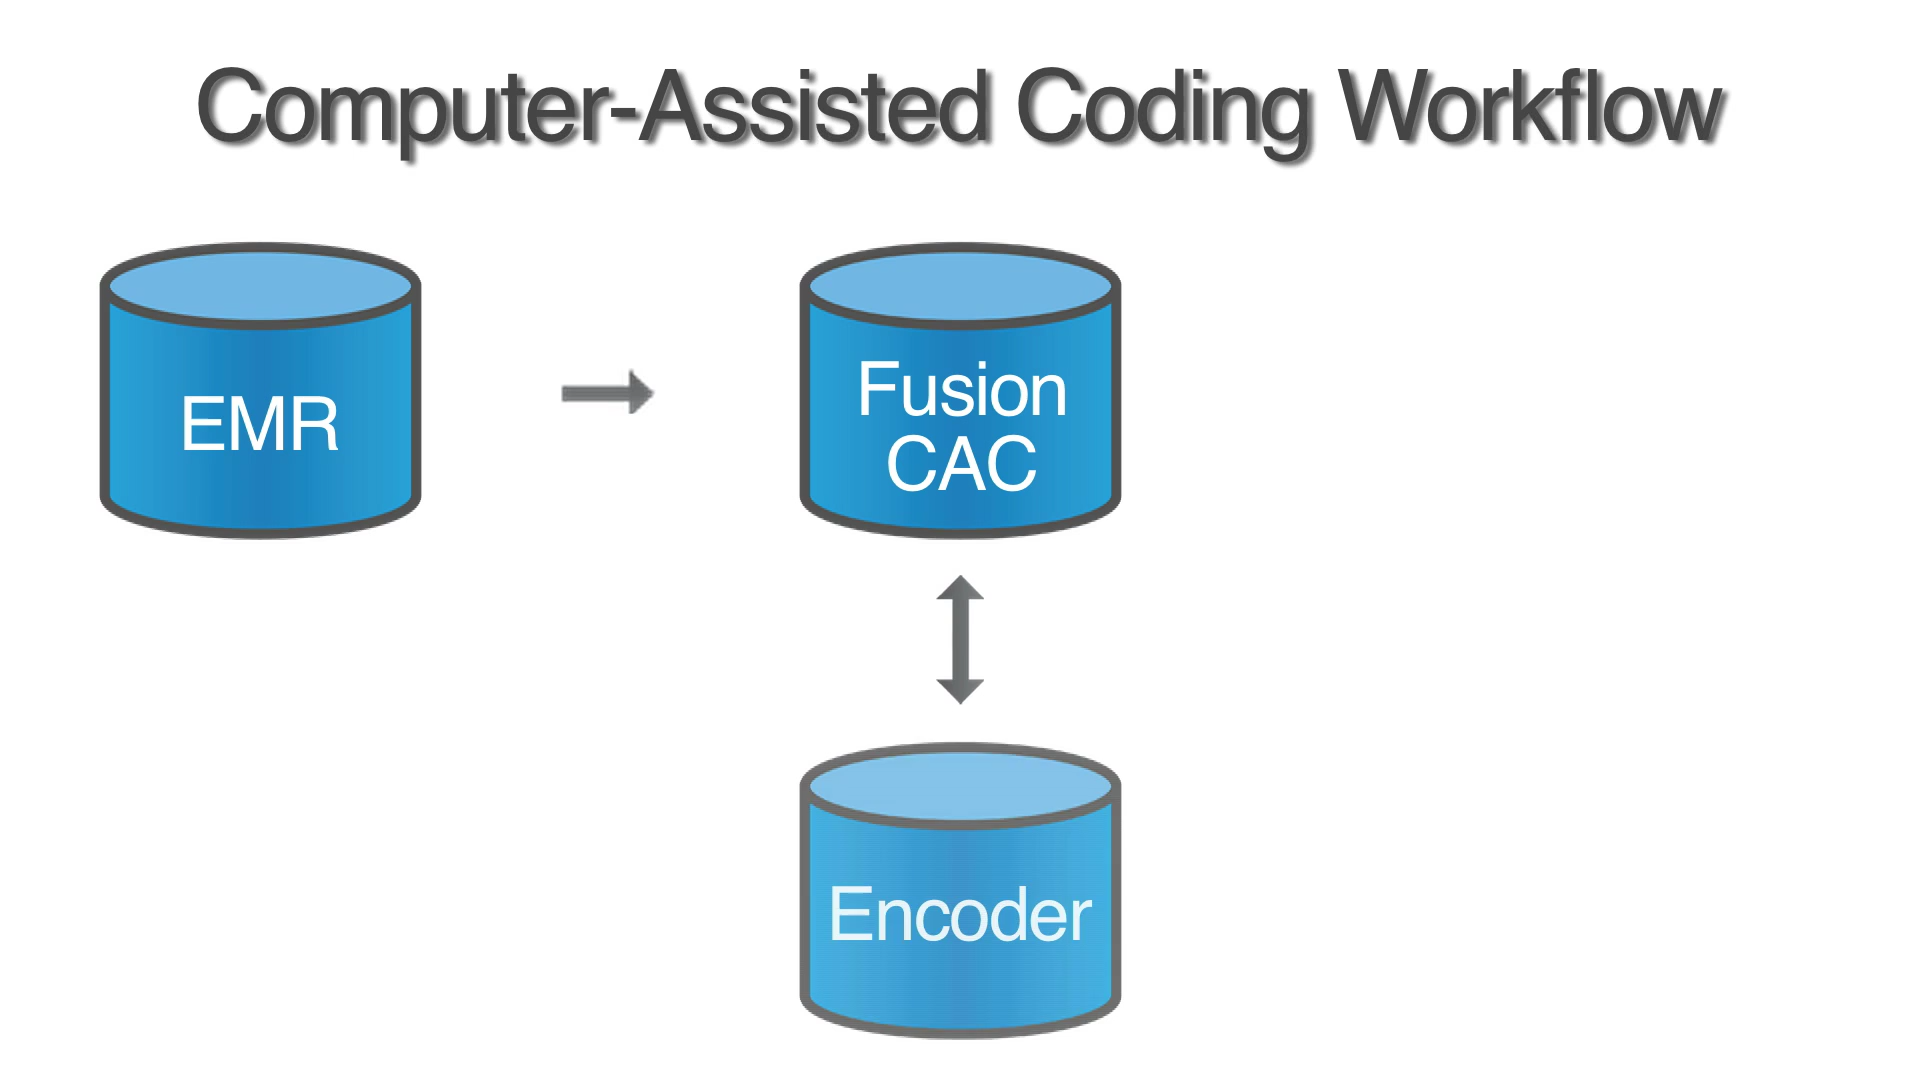 Computer-Assisted Coding Workflow
EMR
Fusion
CAC
Encoder